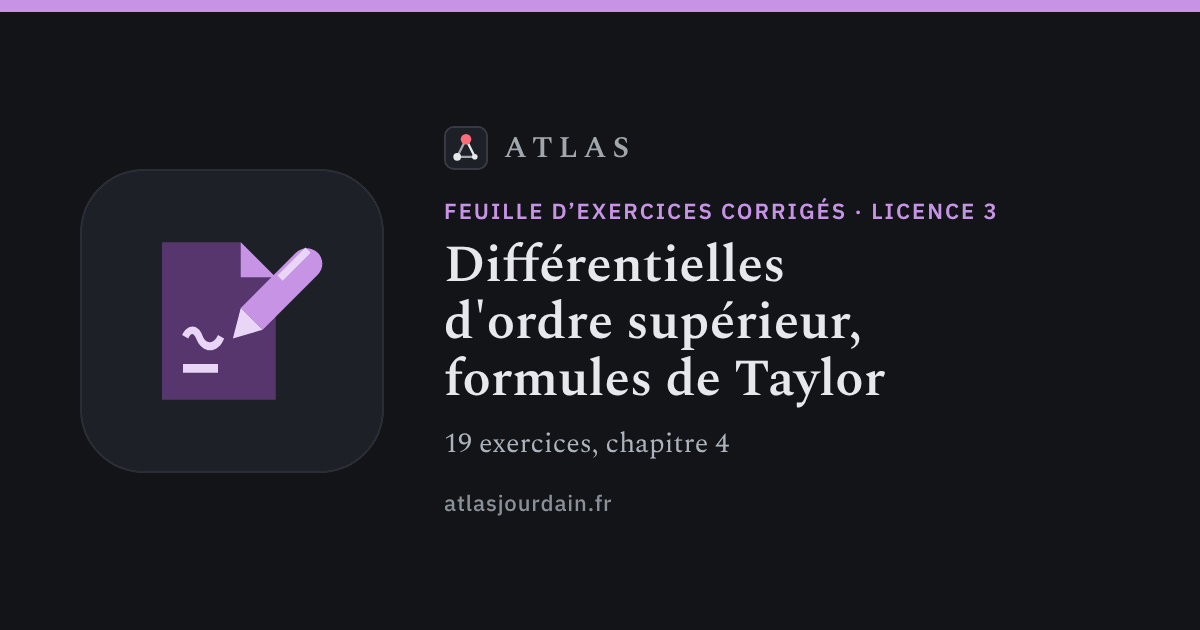 ATLAS
FEUILLE D’EXERCICES CORRIGÉS · LICENCE 3
Différentielles
d'ordre supérieur,
formules de Taylor
19 exercices, chapitre 4
atlasjourdain.fr